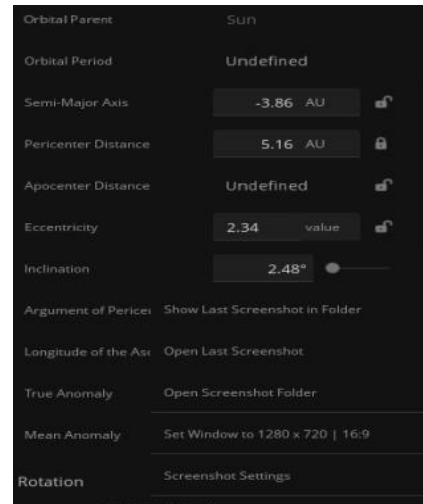 Orbital Parent Sun
Orbital Period Undefined
Semi-Major Axis -3.86 AU
Pericenter Distance 5.16 AU
Apocenter Distance Undefined
Eccentricity 2.34 value
Inclination 2.48°
Argument of Pericen Show Last Screenshot in Folder
Longitude of the Asc Open Last Screenshot
True Anomaly Open Screenshot Folder
Mean Anomaly Set Window to 1280 x 720 | 16:9
Rotation Screenshot Settings